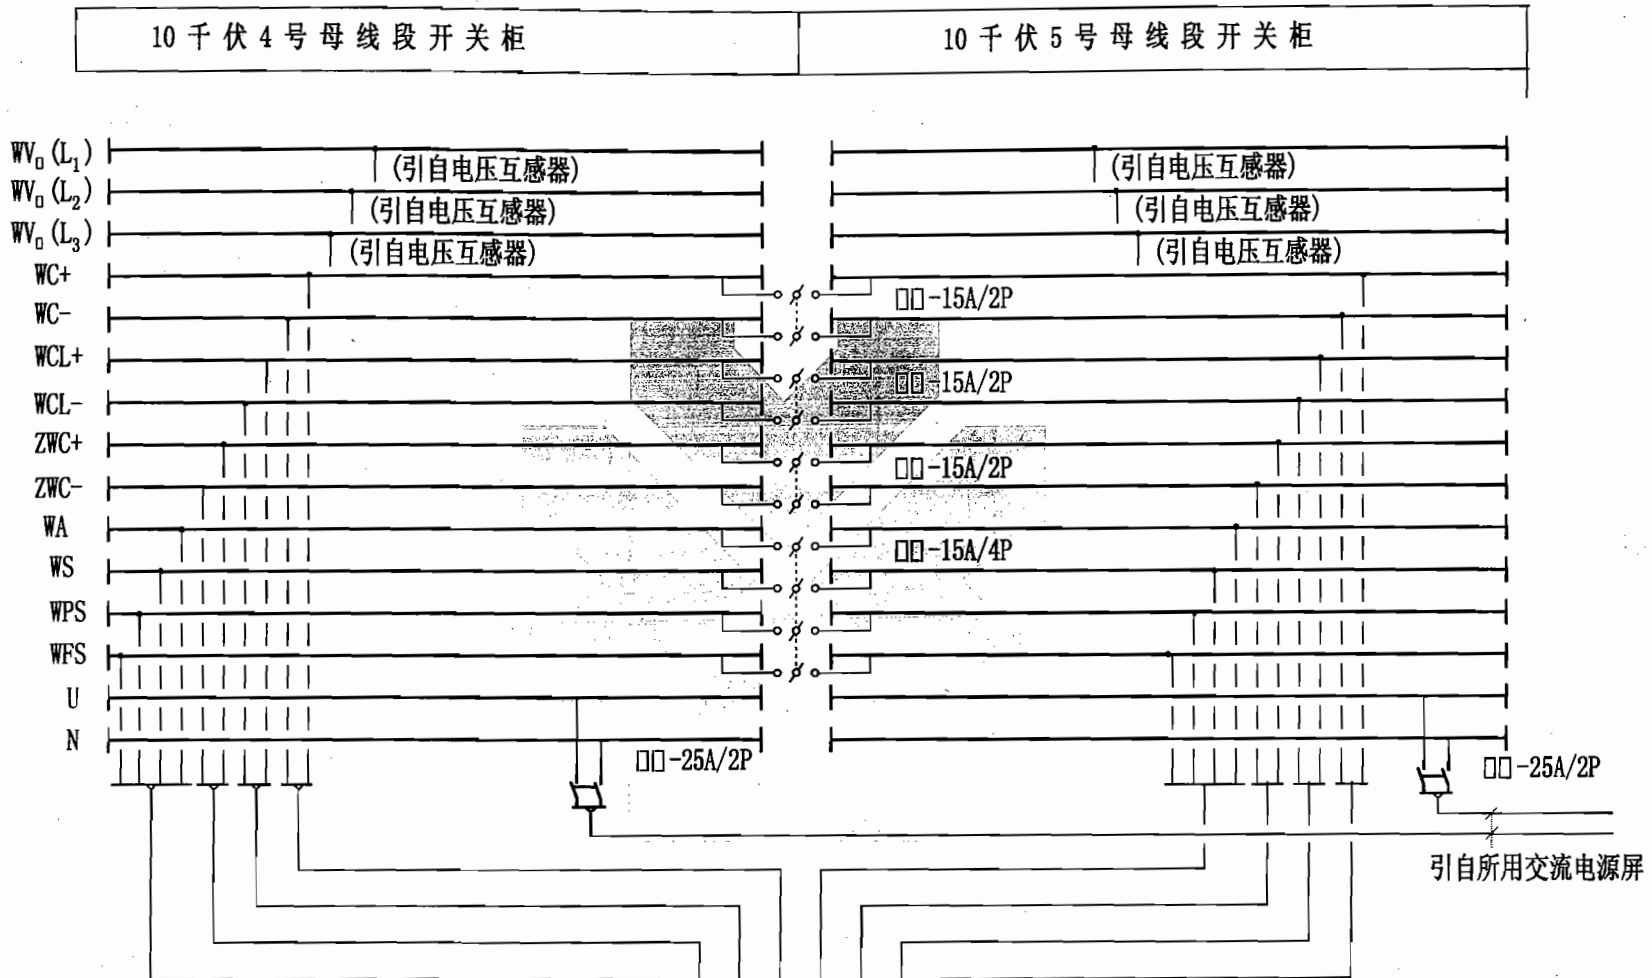 10千伏4号母线段开关柜
10千伏5号母线段开关柜
WV□(L₁)
(引自电压互感器)
(引自电压互感器)
WV□(L₂)
(引自电压互感器)
(引自电压互感器)
WV□(L₃)
(引自电压互感器)
(引自电压互感器)
WC+
□□-15A/2P
WC-
WCL+
□□-15A/2P
WCL-
ZWC+
□□-15A/2P
ZWC-
WA
□□-15A/4P
WS
WPS
WFS
U
N
□□-25A/2P
□□-25A/2P
引自所用交流电源屏